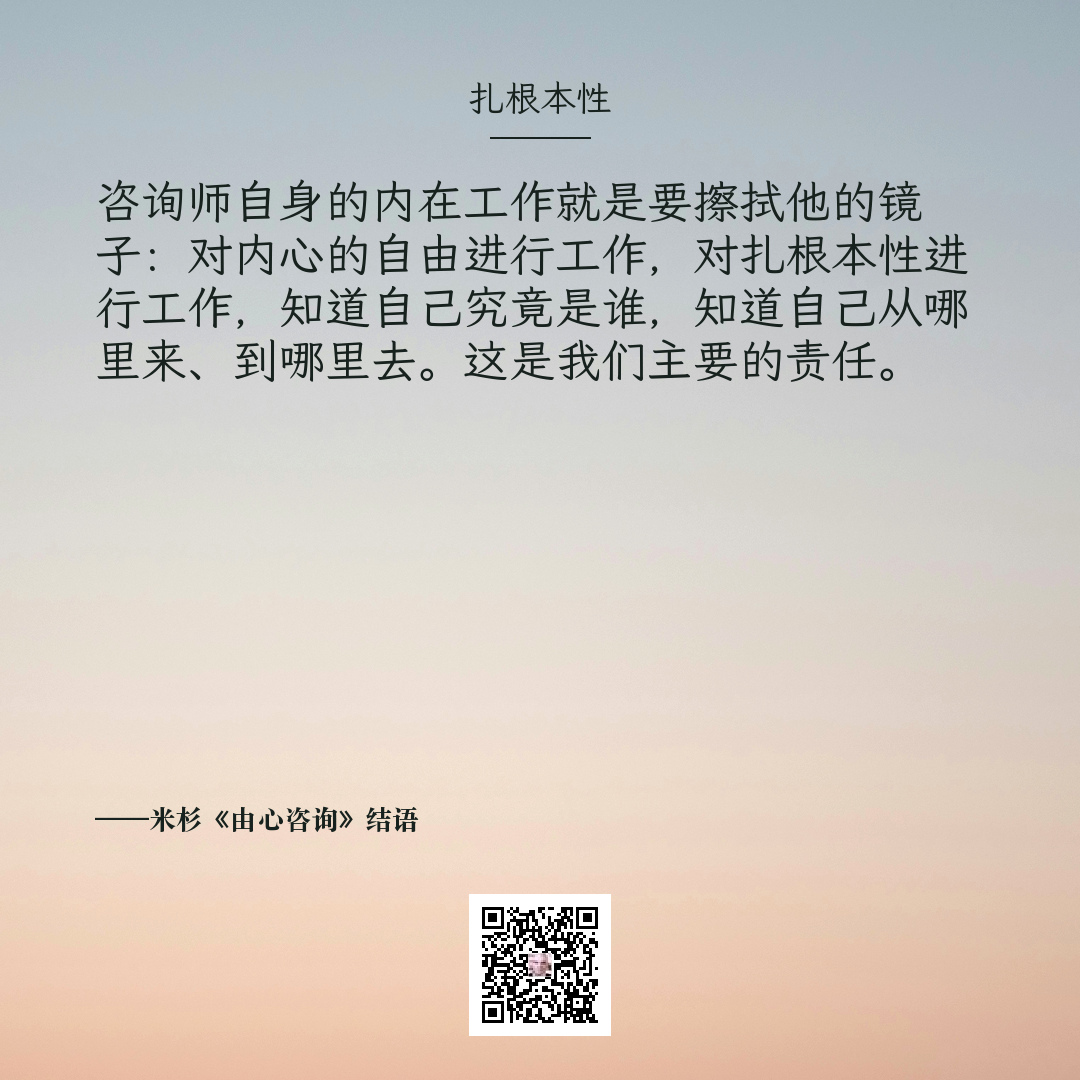 扎根本性
咨询师自身的内在工作就是要擦拭他的镜
子：对内心的自由进行工作，对扎根本性进
行工作，知道自己究竟是谁，知道自己从哪
里来、到哪里去。这是我们主要的责任。
——米杉《由心咨询》结语